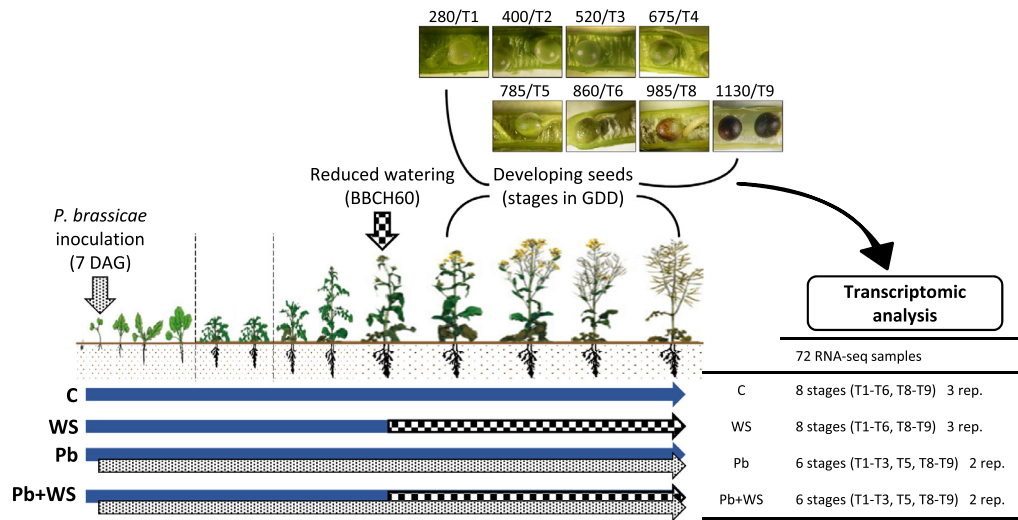 280/T1 400/T2 520/T3 675/T4
785/T5 860/T6 985/T8 1130/T9
Reduced watering
(BBCH60)
Developing seeds
(stages in GDD)
P. brassicae
inoculation
(7 DAG)
Transcriptomic
analysis
72 RNA-seq samples
C
WS
Pb
Pb+WS
C 8 stages (T1-T6, T8-T9) 3 rep.
WS 8 stages (T1-T6, T8-T9) 3 rep.
Pb 6 stages (T1-T3, T5, T8-T9) 2 rep.
Pb+WS 6 stages (T1-T3, T5, T8-T9) 2 rep.